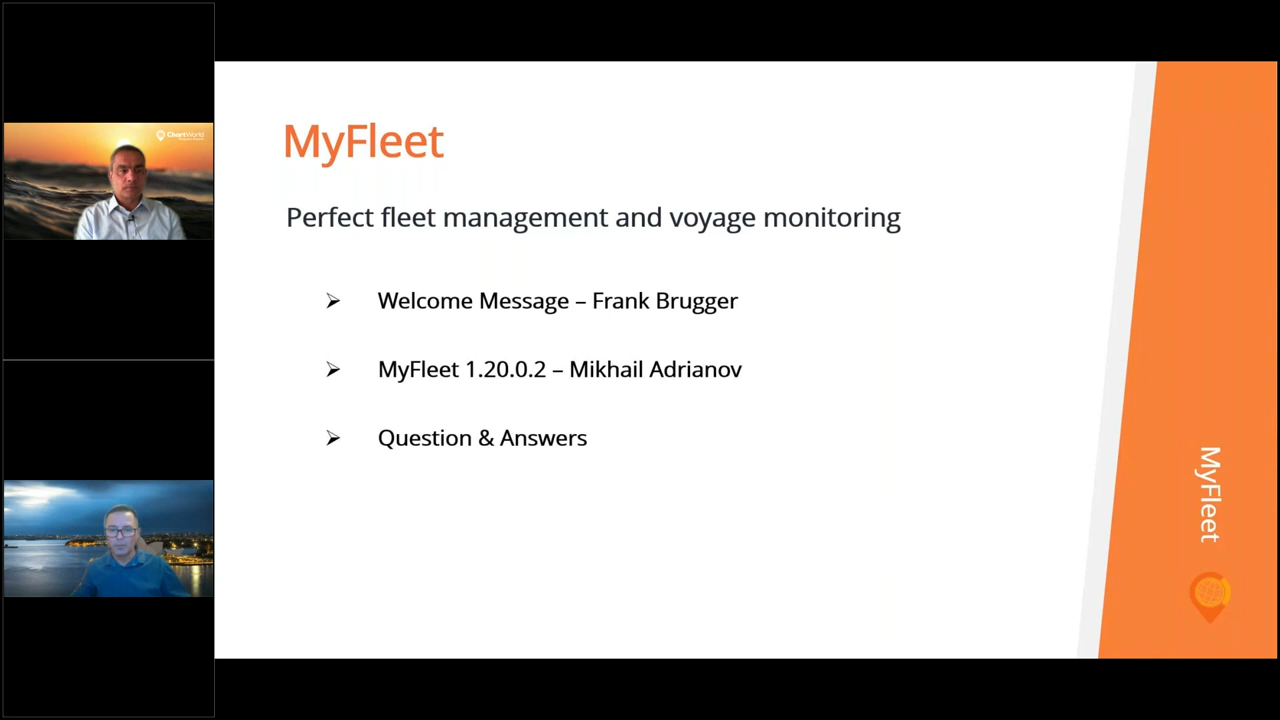 ChartWorld
MyFleet
Perfect fleet management and voyage monitoring
➢ Welcome Message – Frank Brugger
➢ MyFleet 1.20.0.2 – Mikhail Adrianov
➢ Question & Answers
MyFleet